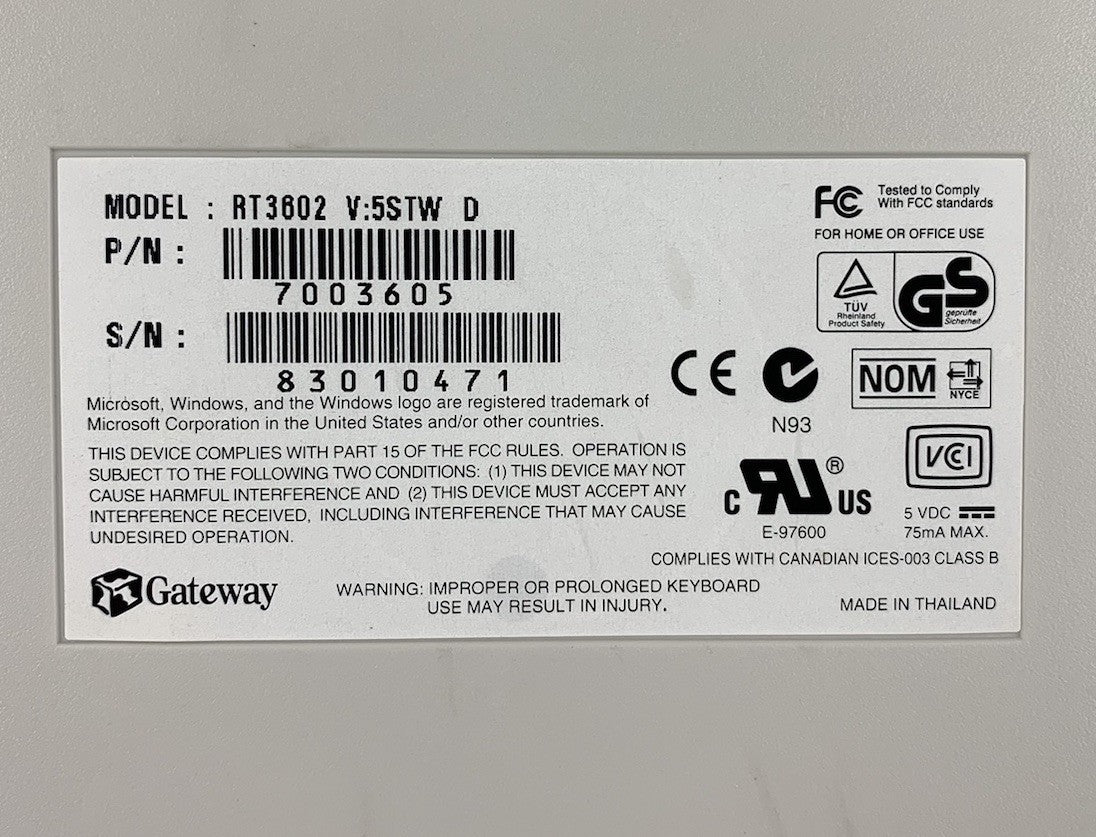 MODEL : RT3602 V:5STW D
P/N :
7003605
S/N :
83010471
Microsoft, Windows, and the Windows logo are registered trademark of
Microsoft Corporation in the United States and/or other countries.
THIS DEVICE COMPLIES WITH PART 15 OF THE FCC RULES. OPERATION IS
SUBJECT TO THE FOLLOWING TWO CONDITIONS: (1) THIS DEVICE MAY NOT
CAUSE HARMFUL INTERFERENCE AND (2) THIS DEVICE MUST ACCEPT ANY
INTERFERENCE RECEIVED, INCLUDING INTERFERENCE THAT MAY CAUSE
UNDESIRED OPERATION.
Gateway
WARNING: IMPROPER OR PROLONGED KEYBOARD
USE MAY RESULT IN INJURY.
FC Tested to Comply
With FCC standards
FOR HOME OR OFFICE USE
TÜV
Rheinland
Product Safety
GS
geprüfte
Sicherheit
CE
N93
NOM
NYCE
VCCI
C RU ® US
E-97600
5 VDC
75mA MAX.
COMPLIES WITH CANADIAN ICES-003 CLASS B
MADE IN THAILAND